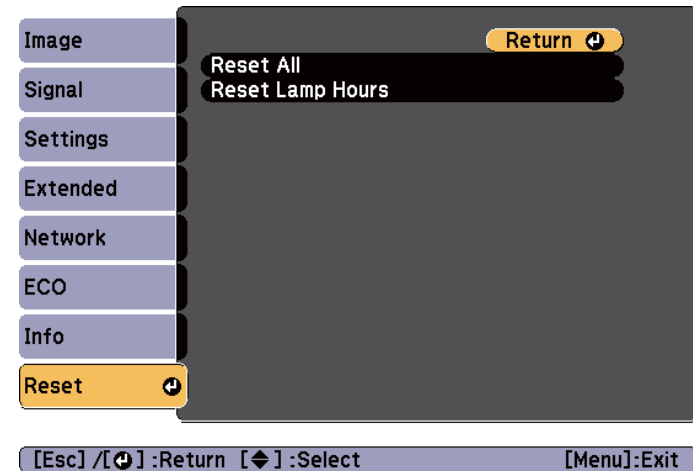 Image
Signal
Settings
Extended
Network
ECO
Info
Reset
Return
Reset All
Reset Lamp Hours
[Esc] /[ ] :Return [ ] :Select [Menu]:Exit